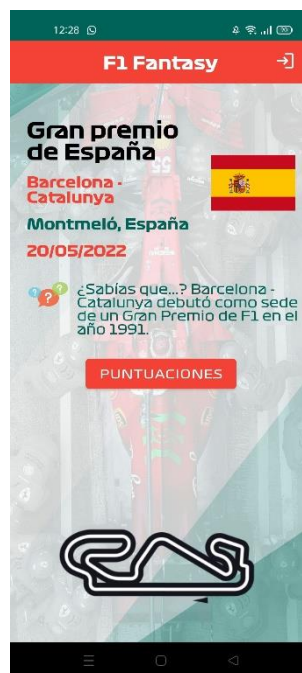 12:28
F1 Fantasy
Gran premio
de España
Barcelona -
Catalunya
Montmeló, España
20/05/2022
¿Sabías que...? Barcelona -
Catalunya debutó como sede
de un Gran Premio de F1 en el
año 1991.
PUNTUACIONES